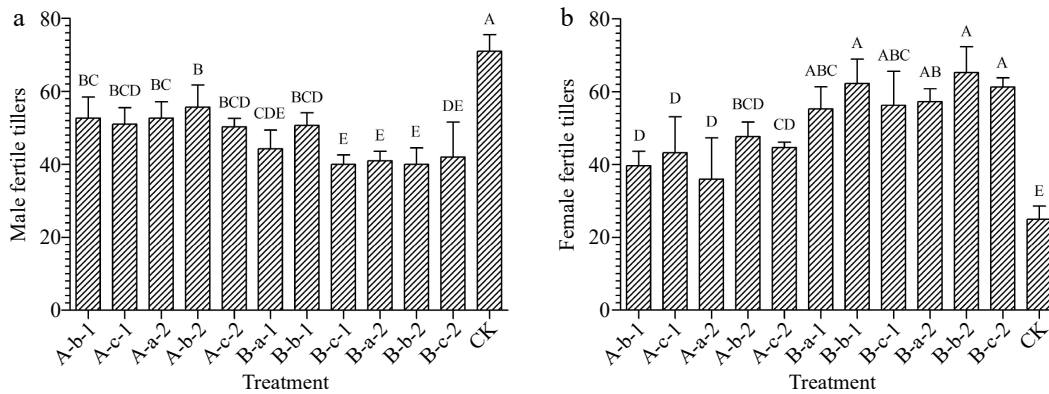 a
Male fertile tillers
80
60
40
20
0
BC
BCD
BC
B
BCD
CDE
BCD
E
E
E
DE
A
A-b-1
A-c-1
A-a-2
A-b-2
A-c-2
B-a-1
B-b-1
B-c-1
B-a-2
B-b-2
B-c-2
CK
Treatment
b
Female fertile tillers
80
60
40
20
0
D
D
D
BCD
CD
ABC
A
ABC
AB
A
A
E
A-b-1
A-c-1
A-a-2
A-b-2
A-c-2
B-a-1
B-b-1
B-c-1
B-a-2
B-b-2
B-c-2
CK
Treatment